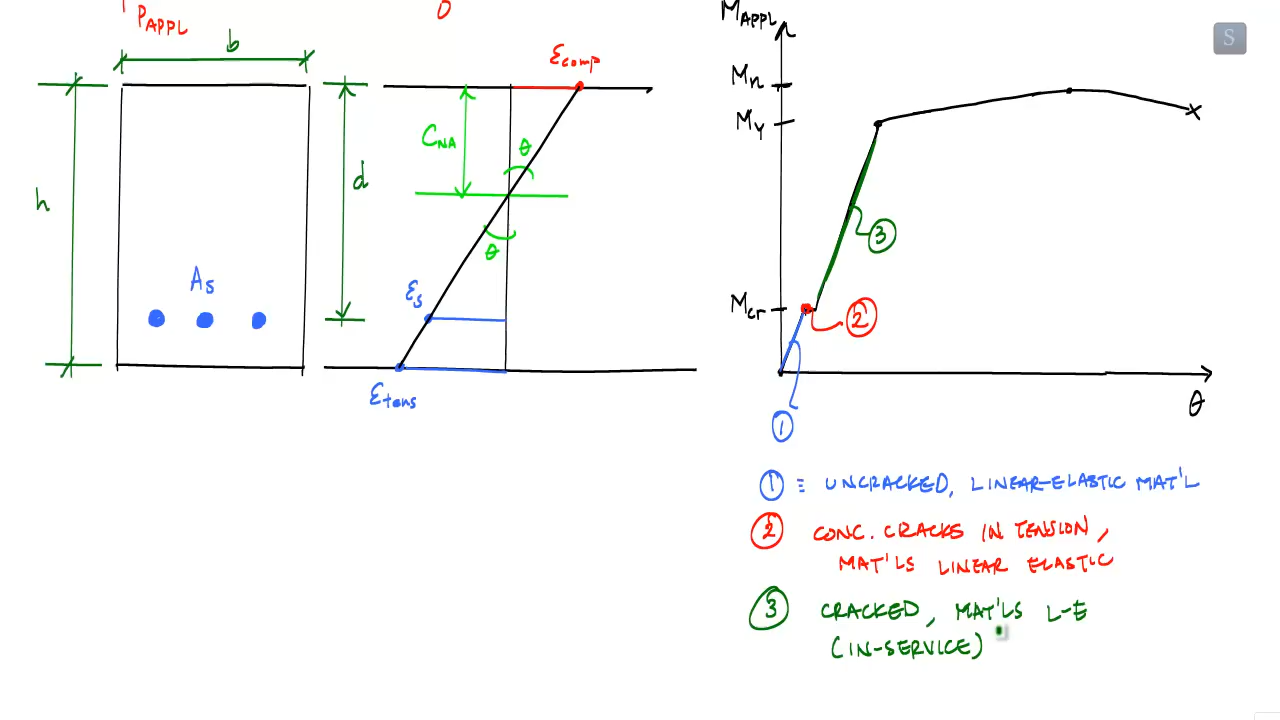 PAPPL
0
b
h
d
As
εcomp
CNA
θ
θ
εs
εtens
MAPPL
Mn
My
Mcr
θ
1
2
3
S
① = UNCRACKED, LINEAR-ELASTIC MAT'L
② CONC. CRACKS IN TENSION,
MAT'LS LINEAR ELASTIC
③ CRACKED, MAT'LS L-E
(IN-SERVICE)